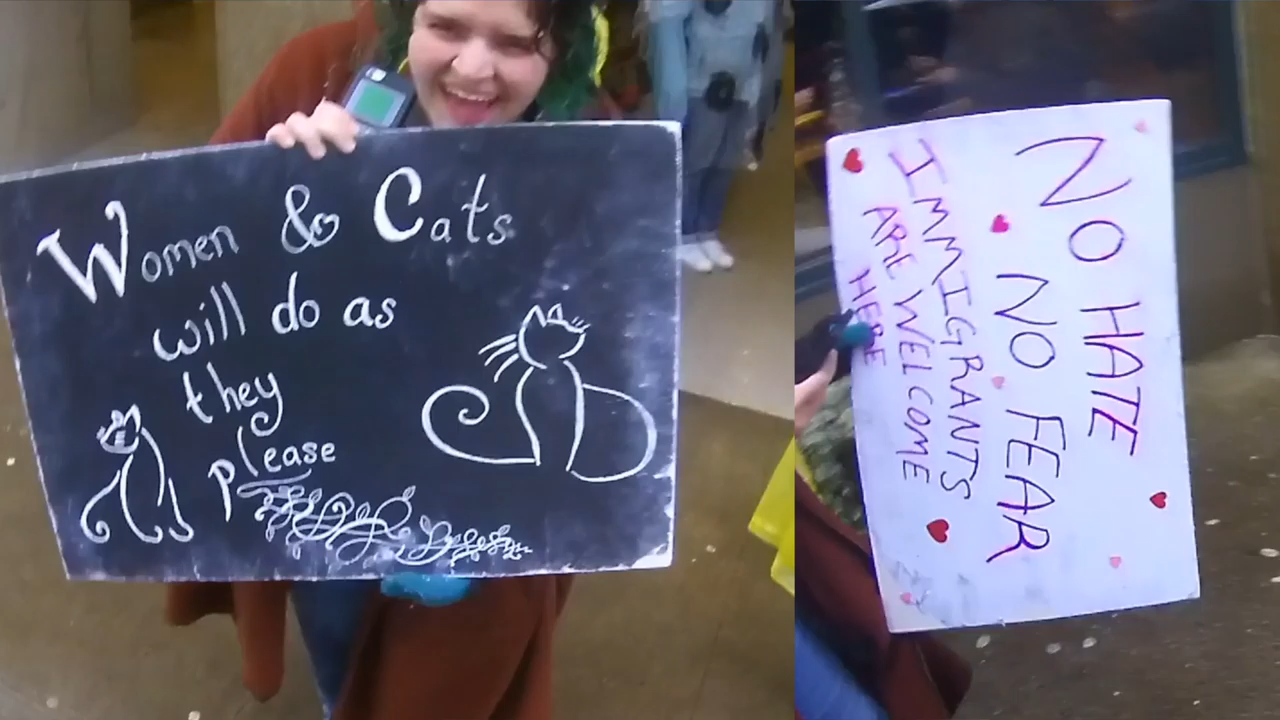 Women & Cats
will do as
they
please
NO HATE
NO FEAR
IMMIGRANTS
ARE WELCOME
HERE